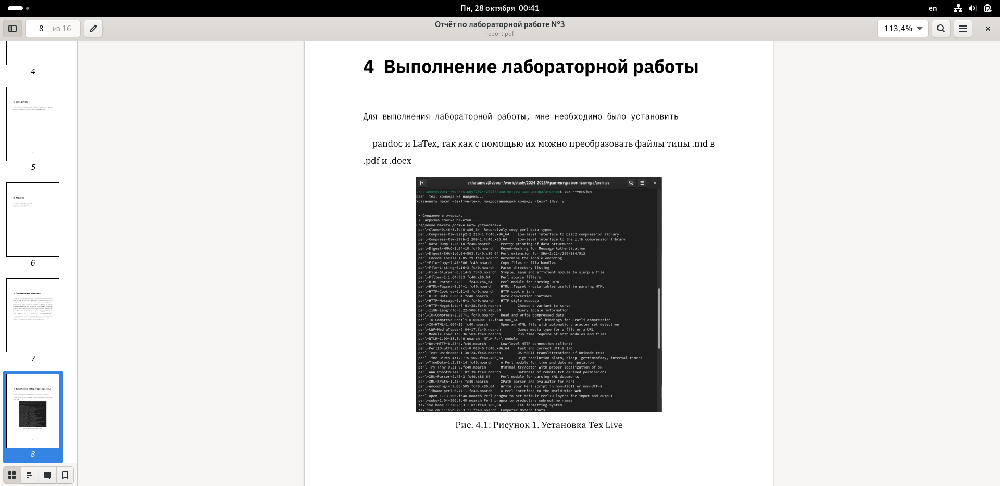 Пн, 28 октября 00:41
en
8 из 16
Отчёт по лабораторной работе №3
report.pdf
113,4%
4
1 Цель работы
5
2 Задание
6
3 Теоретическое введение
7
4 Выполнение лабораторной работы
8
4 Выполнение лабораторной работы
Для выполнения лабораторной работы, мне необходимо было установить
pandoc и LaTex, так как с помощью их можно преобразовать файлы типы .md в
.pdf и .docx
ekhatamov@vbox:~/work/study/2024-2025/Архитектура компьютера/arch-pc
ekhatamov@vbox:~/work/study/2024-2025/Архитектура компьютера/arch-pc$ tex --version
bash: tex: команда не найдена...
Установить пакет «texlive-tex», предоставляющий команду «tex»? [N/y] y
* Ожидание в очереди...
* Загрузка списка пакетов....
Следующие пакеты должны быть установлены:
perl-Clone-0.46-6.fc40.x86_64 Recursively copy perl data types
perl-Compress-Raw-Bzip2-2.210-1.fc40.x86_64 Low-level interface to bzip2 compression library
perl-Compress-Raw-Zlib-2.209-1.fc40.x86_64 Low-level interface to the zlib compression library
perl-Data-Dump-1.25-10.fc40.noarch Pretty printing of data structures
perl-Digest-HMAC-1.04-10.fc40.noarch Keyed-Hashing for Message Authentication
perl-Digest-SHA-1:6.04-503.fc40.x86_64 Perl extension for SHA-1/224/256/384/512
perl-Encode-Locale-1.05-29.fc40.noarch Determine the locale encoding
perl-File-Copy-2.41-506.fc40.noarch Copy files or file handles
perl-File-Listing-6.16-3.fc40.noarch Parse directory listing
perl-File-Slurper-0.014-5.fc40.noarch Simple, sane and efficient module to slurp a file
perl-Filter-2:1.64-503.fc40.x86_64 Perl source filters
perl-HTML-Parser-3.83-1.fc40.x86_64 Perl module for parsing HTML
perl-HTML-Tagset-3.24-1.fc40.noarch HTML::Tagset - data tables useful in parsing HTML
perl-HTTP-Cookies-6.11-3.fc40.noarch HTTP cookie jars
perl-HTTP-Date-6.06-4.fc40.noarch Date conversion routines
perl-HTTP-Message-6.46-1.fc40.noarch HTTP style message
perl-HTTP-Negotiate-6.01-38.fc40.noarch Choose a variant to serve
perl-I18N-Langinfo-0.22-506.fc40.x86_64 Query locale information
perl-IO-Compress-2.207-1.fc40.noarch Read and write compressed data
perl-IO-Compress-Brotli-0.004001-12.fc40.x86_64 Perl bindings for Brotli compression
perl-IO-HTML-1.004-12.fc40.noarch Open an HTML file with automatic character set detection
perl-LWP-MediaTypes-6.04-17.fc40.noarch Guess media type for a file or a URL
perl-Module-Load-1:0.36-503.fc40.noarch Run-time require of both modules and files
perl-NTLM-1.09-38.fc40.noarch NTLM Perl module
perl-Net-HTTP-6.23-4.fc40.noarch Low-level HTTP connection (client)
perl-PerlIO-utf8_strict-0.010-6.fc40.x86_64 Fast and correct UTF-8 I/O
perl-Text-Unidecode-1.30-24.fc40.noarch US-ASCII transliterations of Unicode text
perl-Time-HiRes-4:1.9775-502.fc40.x86_64 High resolution alarm, sleep, gettimeofday, interval timers
perl-TimeDate-1:2.33-14.fc40.noarch A Perl module for time and date manipulation
perl-Try-Tiny-0.31-9.fc40.noarch Minimal try/catch with proper localization of $@
perl-WWW-RobotRules-6.02-39.fc40.noarch Database of robots.txt-derived permissions
perl-XML-Parser-2.47-3.fc40.x86_64 Perl module for parsing XML documents
perl-XML-XPath-1.48-6.fc40.noarch XPath parser and evaluator for Perl
perl-encoding-4:3.00-505.fc40.x86_64 Write your Perl script in non-ASCII or non-UTF-8
perl-libwww-perl-6.77-1.fc40.noarch A Perl interface to the World-Wide Web
perl-open-1.13-506.fc40.noarch Perl pragma to set default PerlIO layers for input and output
perl-subs-1.04-506.fc40.noarch Perl pragma to predeclare subroutine names
texlive-base-11:20230311-82.fc40.x86_64 TeX formatting system
texlive-cm-11:svn57963-71.fc40.noarch Computer Modern fonts
Рис. 4.1: Рисунок 1. Установка Tex Live